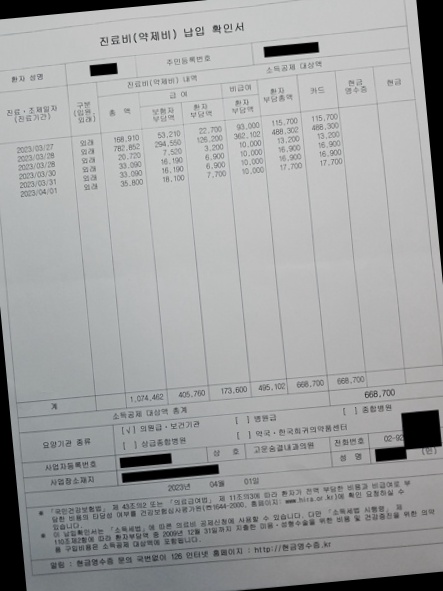 진료비(약제비) 납입 확인서
환자 성명 주민등록번호
진료비(약제비) 내역 소득공제 대상액
진료·조제일자 (진료기간) 구분 (입원, 외래) 총 액 급 여 비급여 환자 부담총액 카드 현금 영수증 현금
보험자 부담액 환자 부담액 환자 부담액
2023/03/27 외래 168,910 53,210 22,700 93,000 115,700 115,700
2023/03/28 외래 782,852 294,550 126,200 362,102 488,302 488,300
2023/03/28 외래 20,720 7,520 3,200 10,000 13,200 13,200
2023/03/30 외래 33,090 16,190 6,900 10,000 16,900 16,900
2023/03/31 외래 33,090 16,190 6,900 10,000 16,900 16,900
2023/04/01 외래 35,800 18,100 7,700 10,000 17,700 17,700
계 1,074,462 405,760 173,600 495,102 668,700 668,700
소득공제 대상액 총계 668,700
요양기관 종류 [√] 의원급·보건기관 [ ] 병원급 [ ] 종합병원
[ ] 상급종합병원 [ ] 약국·한국희귀의약품센터
사업자등록번호 상 호 고운숨결내과의원 전화번호 02-92
사업장소재지 성 명 (인)
2023년 04월 01일
* 「국민건강보험법」 제 43조의2 또는 「의료급여법」 제 11조의3에 따라 환자가 전액 부담한 비용과 비급여로 부
담한 비용의 타당성 여부를 건강보험심사평가원(☎1644-2000, 홈페이지: www.hira.or.kr)에 확인 요청하실 수
있습니다.
* 이 납입확인서는 「소득세법」에 따른 의료비 공제신청에 사용할 수 있습니다. 다만 「소득세법 시행령」 제
110조제2항에 따라 환자부담액 중 2009년 12월 31일까지 지출한 미용·성형수술을 위한 비용 및 건강증진을 위한 의약
품 구입비용은 소득공제 대상액에 포함됩니다.
알림 : 현금영수증 문의 국번없이 126 인터넷 홈페이지 : http://현금영수증.kr